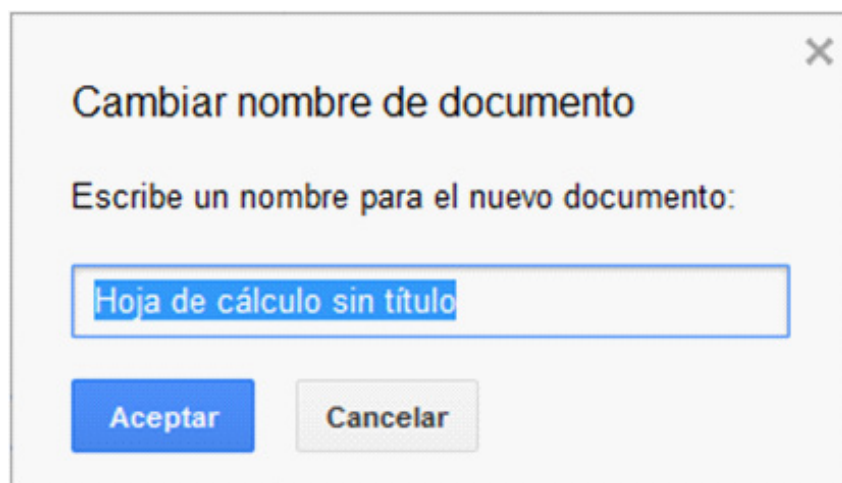 Cambiar nombre de documento
Escribe un nombre para el nuevo documento:
Hoja de cálculo sin título
Aceptar Cancelar